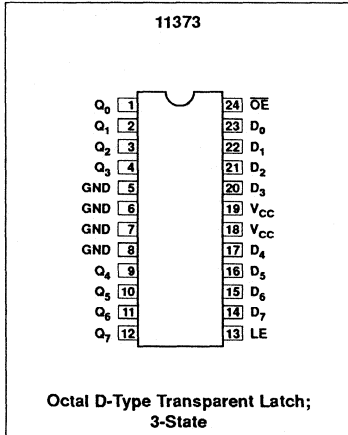 11373
Q0 1 24 OE
Q1 2 23 D0
Q2 3 22 D1
Q3 4 21 D2
GND 5 20 D3
GND 6 19 VCC
GND 7 18 VCC
GND 8 17 D4
Q4 9 16 D5
Q5 10 15 D6
Q6 11 14 D7
Q7 12 13 LE
Octal D-Type Transparent Latch;
3-State